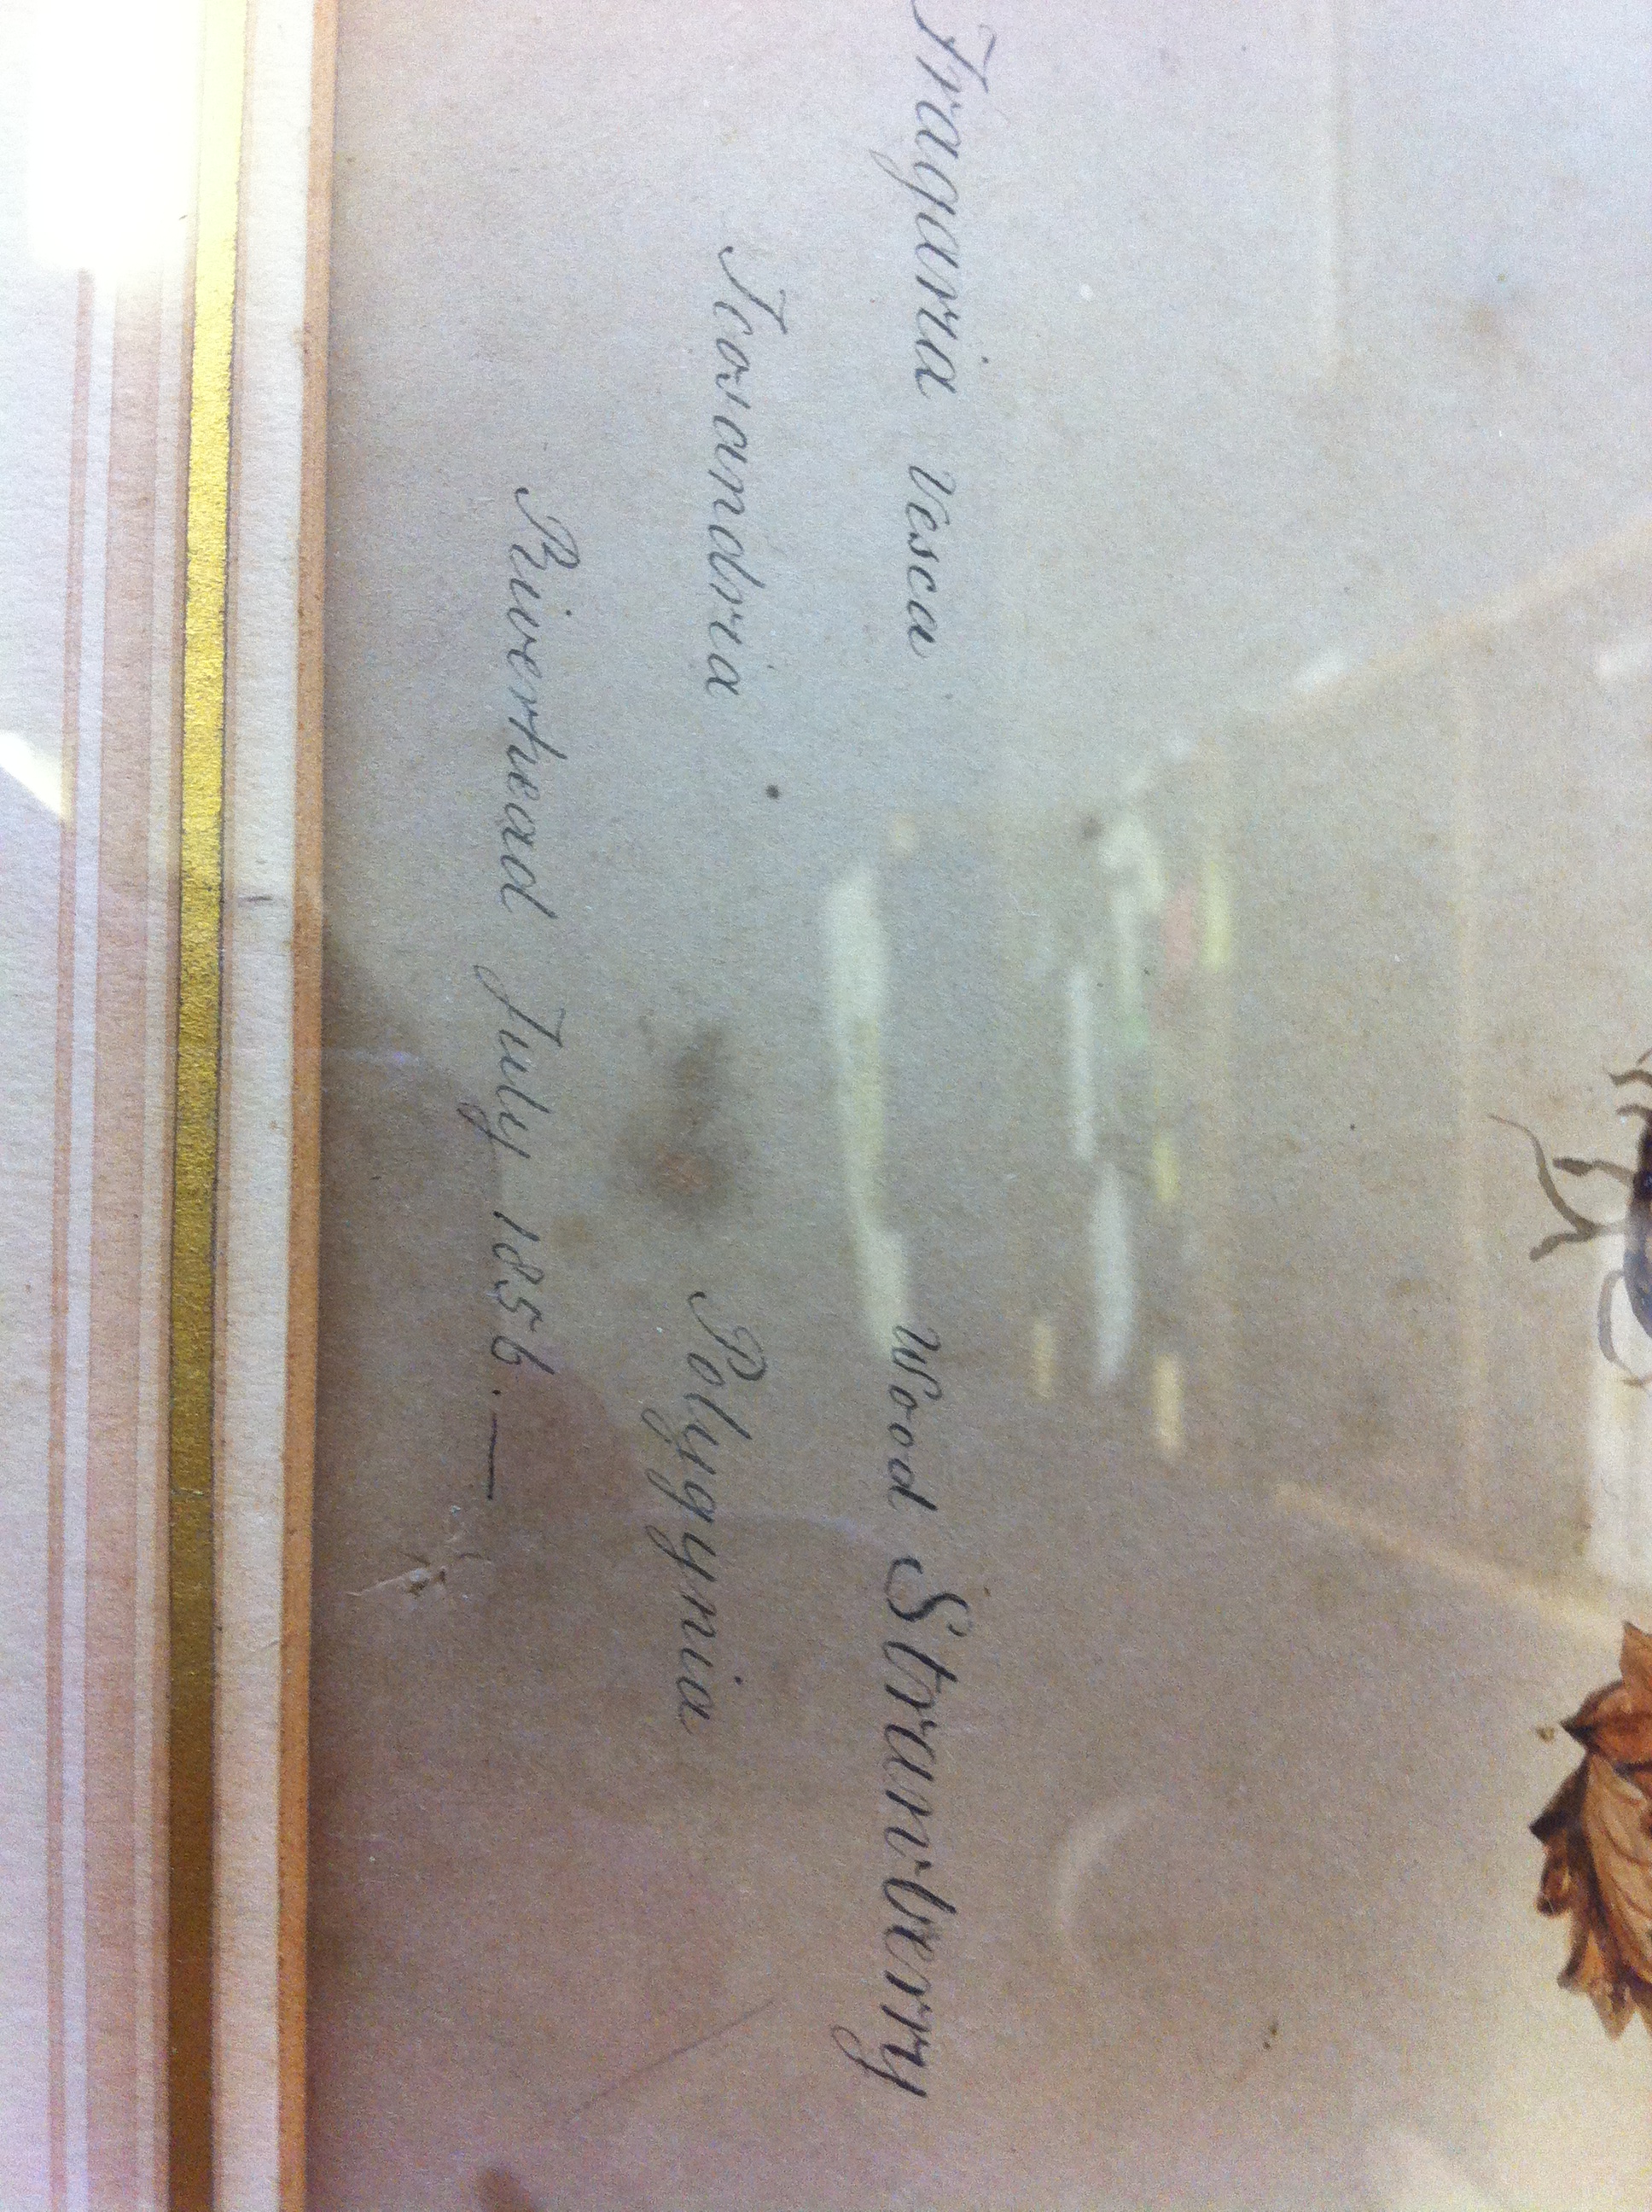 Fragaria Vesca Wood Strawberry
Icosandria Polygynia
Riverhead July 1856.—